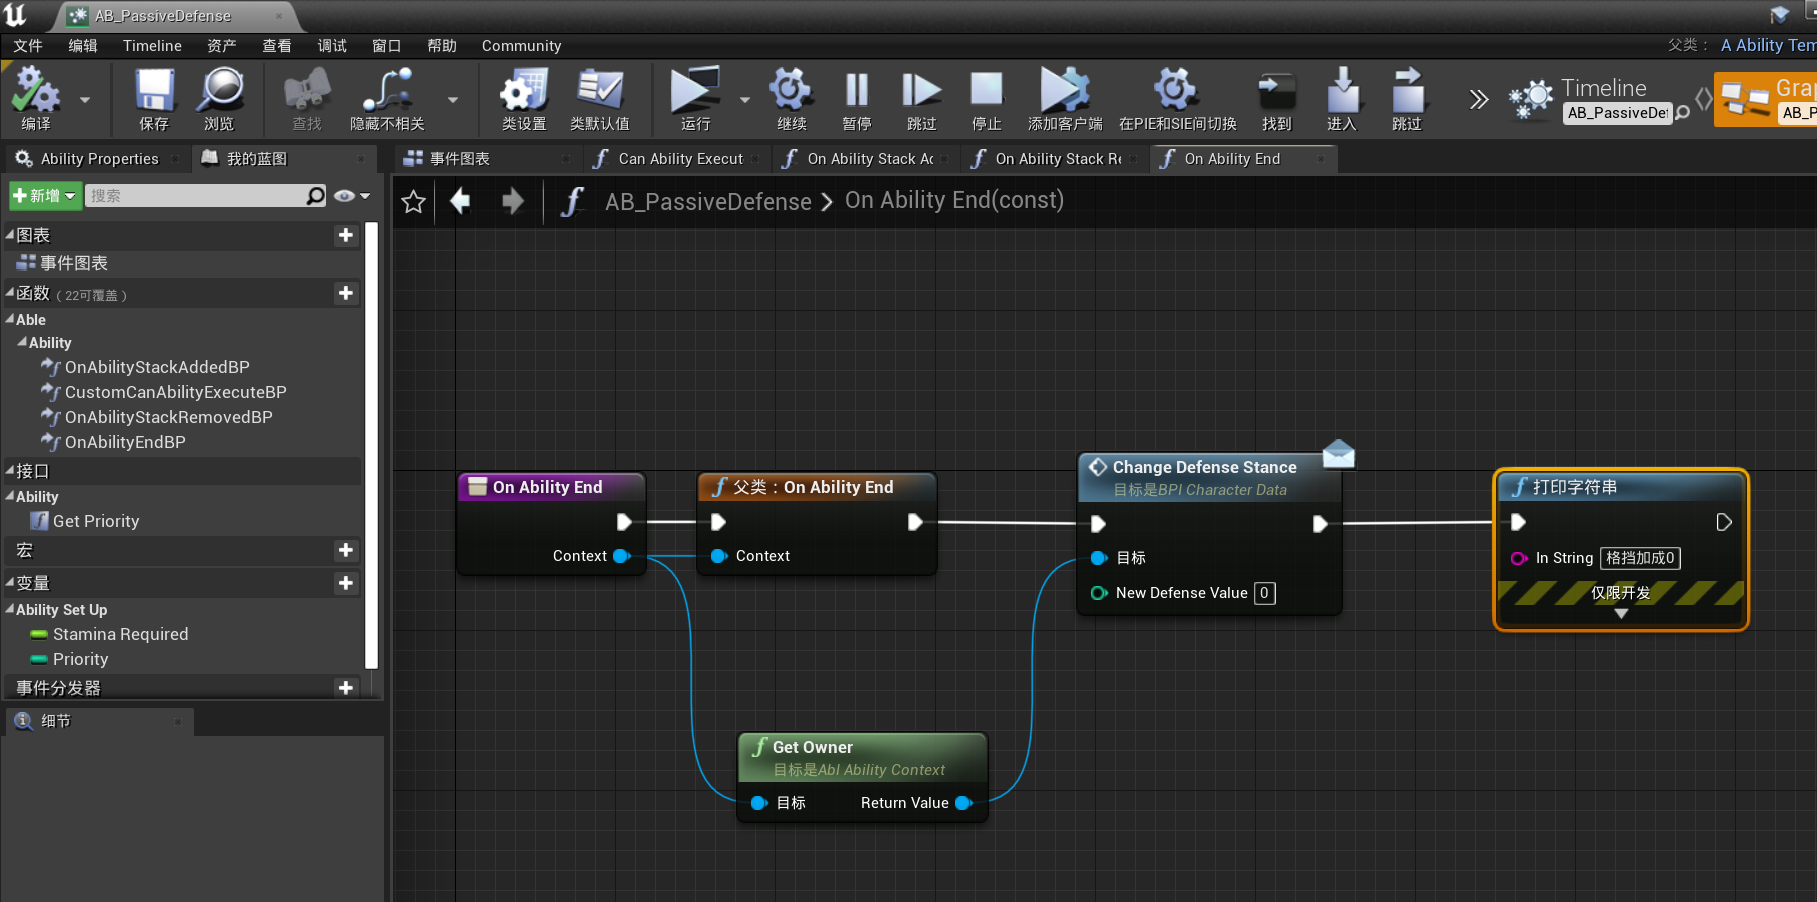 AB_PassiveDefense
文件 编辑 Timeline 资产 查看 调试 窗口 帮助 Community
父类： A Ability Tem
编译 保存 浏览 查找 隐藏不相关 类设置 类默认值 运行 继续 暂停 跳过 停止 添加客户端 在PIE和SIE间切换 找到 进入 跳过
Timeline
AB_PassiveDe
Gra
AB_P
Ability Properties 我的蓝图 事件图表 Can Ability Execut On Ability Stack Ac On Ability Stack Re On Ability End
新增 搜索
AB_PassiveDefense > On Ability End(const)
图表
事件图表
函数 (22可覆盖)
Able
Ability
OnAbilityStackAddedBP
CustomCanAbilityExecuteBP
OnAbilityStackRemovedBP
OnAbilityEndBP
接口
Ability
Get Priority
宏
变量
Ability Set Up
Stamina Required
Priority
事件分发器
细节
On Ability End
Context
父类：On Ability End
Context
Change Defense Stance
目标是BPI Character Data
目标
New Defense Value 0
打印字符串
In String 格挡加成0
仅限开发
Get Owner
目标是Abl Ability Context
目标 Return Value